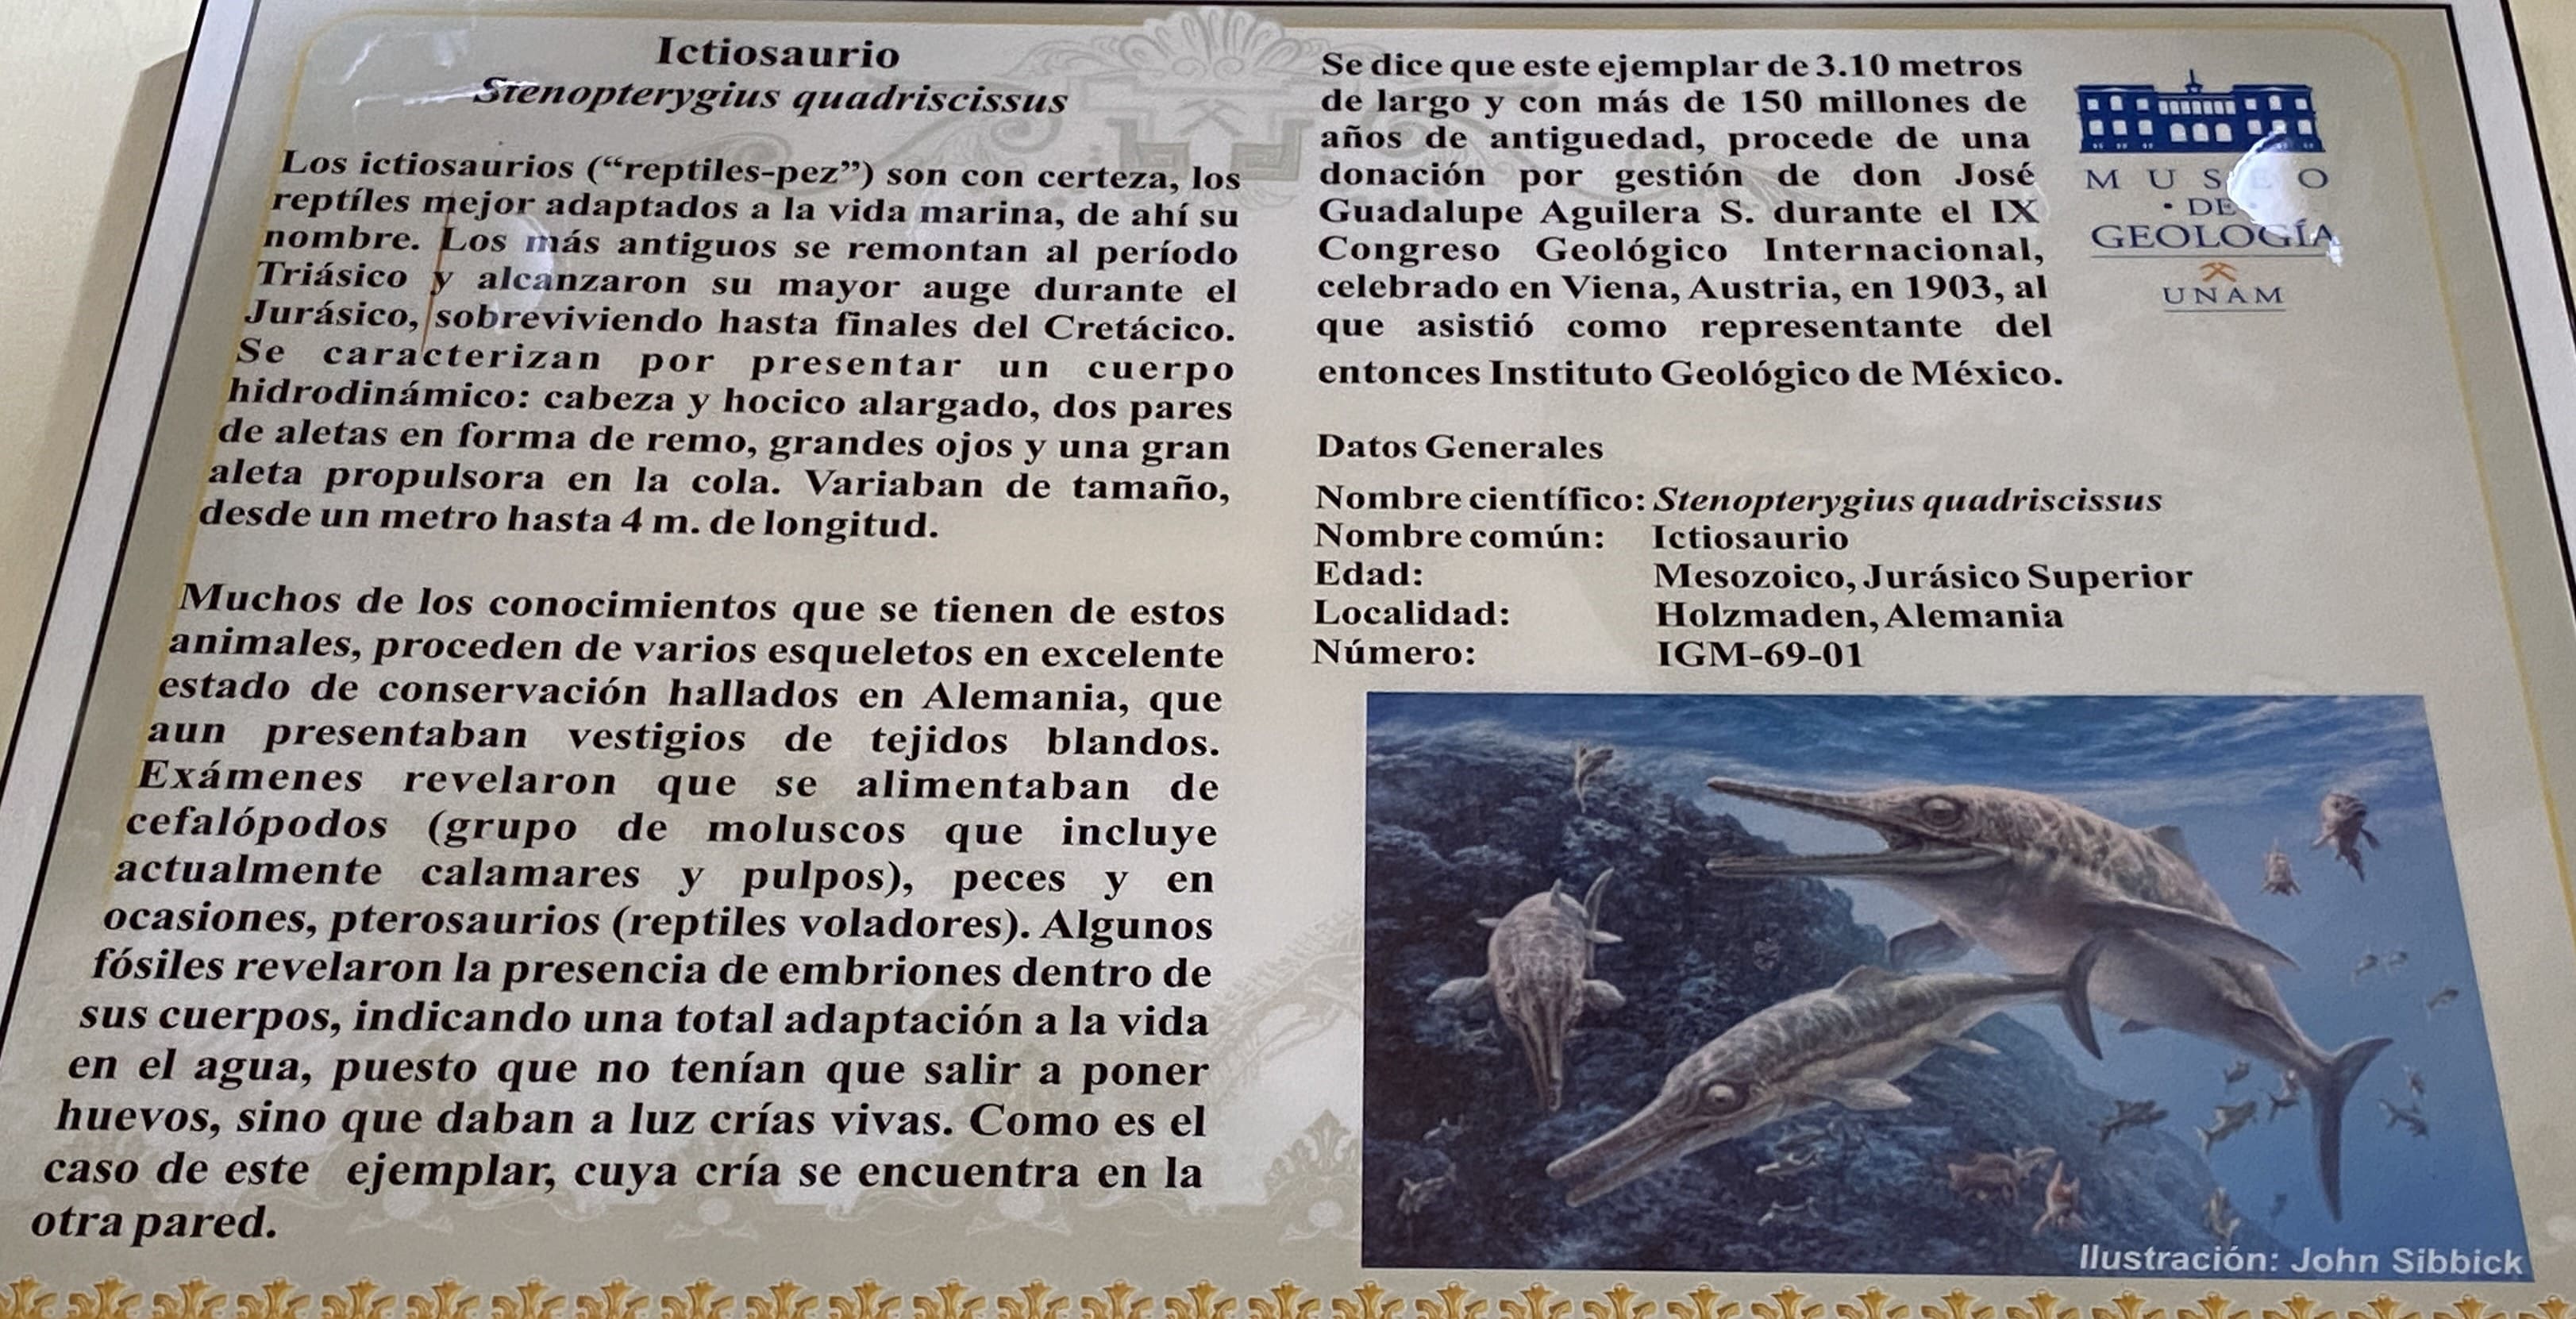 Ictiosaurio
Stenopterygius quadriscissus
Los ictiosaurios (“reptiles-pez”) son con certeza, los
reptíles mejor adaptados a la vida marina, de ahí su
nombre. Los más antiguos se remontan al período
Triásico y alcanzaron su mayor auge durante el
Jurásico, sobreviviendo hasta finales del Cretácico.
Se caracterizan por presentar un cuerpo
hidrodinámico: cabeza y hocico alargado, dos pares
de aletas en forma de remo, grandes ojos y una gran
aleta propulsora en la cola. Variaban de tamaño,
desde un metro hasta 4 m. de longitud.
Muchos de los conocimientos que se tienen de estos
animales, proceden de varios esqueletos en excelente
estado de conservación hallados en Alemania, que
aun presentaban vestigios de tejidos blandos.
Exámenes revelaron que se alimentaban de
cefalópodos (grupo de moluscos que incluye
actualmente calamares y pulpos), peces y en
ocasiones, pterosaurios (reptiles voladores). Algunos
fósiles revelaron la presencia de embriones dentro de
sus cuerpos, indicando una total adaptación a la vida
en el agua, puesto que no tenían que salir a poner
huevos, sino que daban a luz crías vivas. Como es el
caso de este ejemplar, cuya cría se encuentra en la
otra pared.
Se dice que este ejemplar de 3.10 metros
de largo y con más de 150 millones de
años de antiguedad, procede de una
donación por gestión de don José
Guadalupe Aguilera S. durante el IX
Congreso Geológico Internacional,
celebrado en Viena, Austria, en 1903, al
que asistió como representante del
entonces Instituto Geológico de México.
Datos Generales
Nombre científico: Stenopterygius quadriscissus
Nombre común: Ictiosaurio
Edad: Mesozoico, Jurásico Superior
Localidad: Holzmaden, Alemania
Número: IGM-69-01
MUSEO
• DE •
GEOLOGÍA
UNAM
Ilustración: John Sibbick